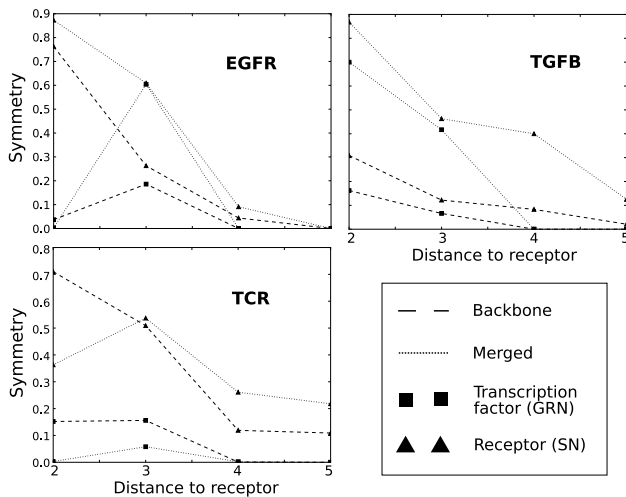 EGFR
Symmetry
0.9
0.8
0.7
0.6
0.5
0.4
0.3
0.2
0.1
0.0
TGFB
2 3 4 5
Distance to receptor
TCR
Symmetry
0.8
0.7
0.6
0.5
0.4
0.3
0.2
0.1
0.0
2 3 4 5
Distance to receptor
Backbone
Merged
Transcription
factor (GRN)
Receptor (SN)